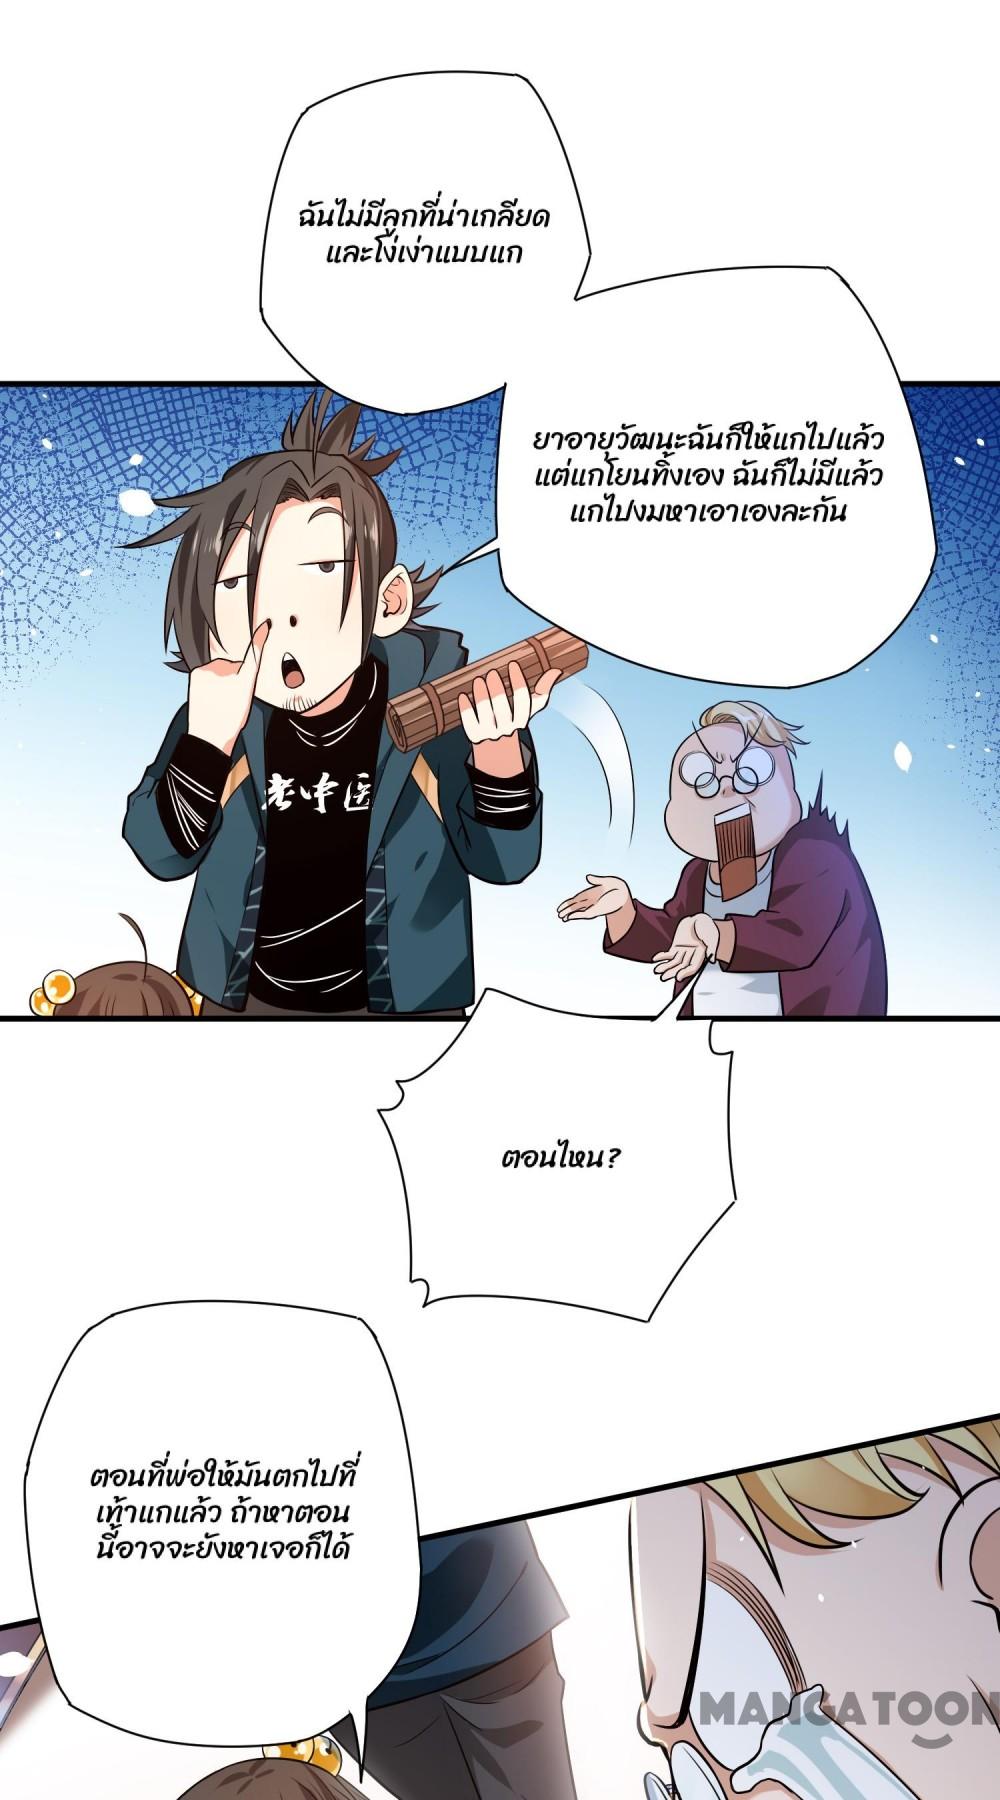 ฉันไม่มีลูกที่น่าเกลียด
และโง่เง่าแบบแก
ยาอายุวัฒนะฉันก็ให้แกไปแล้ว
แต่แกโยนทิ้งเอง ฉันก็ไม่มีแล้ว
แกไปงมหาเอาเองละกัน
老中医
ตอนไหน?
ตอนที่พ่อให้มันตกไปที่
เท้าแกแล้ว ถ้าหาตอน
นี้อาจจะยังหาเจอก็ได้
MANGATOON